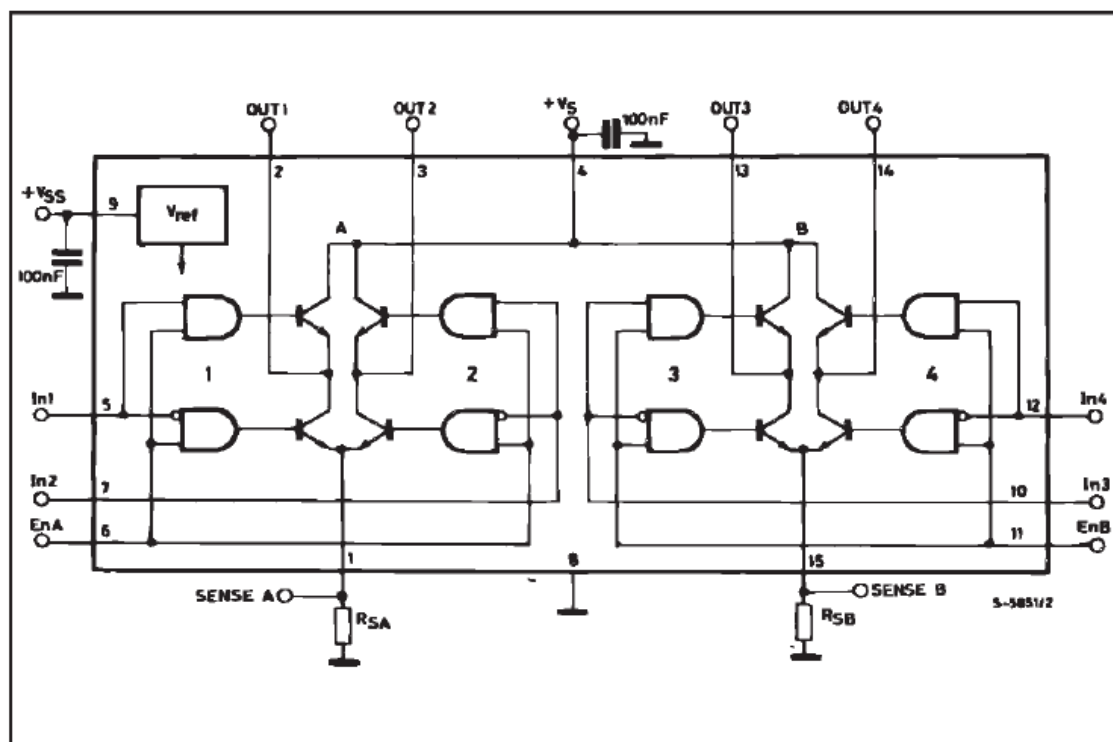 OUT1 OUT2 +VS 100nF OUT3 OUT4
2 3 4 13 14
+VSS 9 Vref
A B
100nF
1 2 3 4
In1 5 12 In4
In2 7 10 In3
EnA 6 11 EnB
1 8 15
SENSE A SENSE B
S-5851/2
RSA RSB